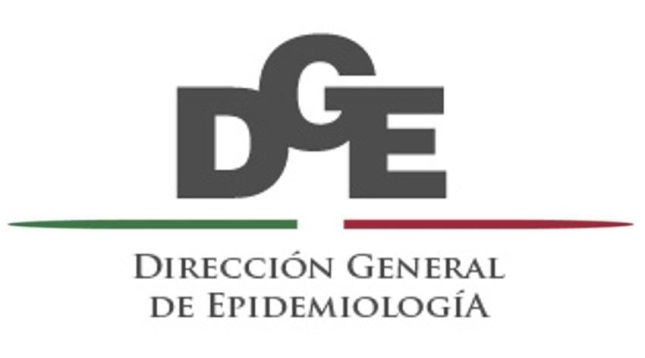 DGE
DIRECCIÓN GENERAL
DE EPIDEMIOLOGÍA